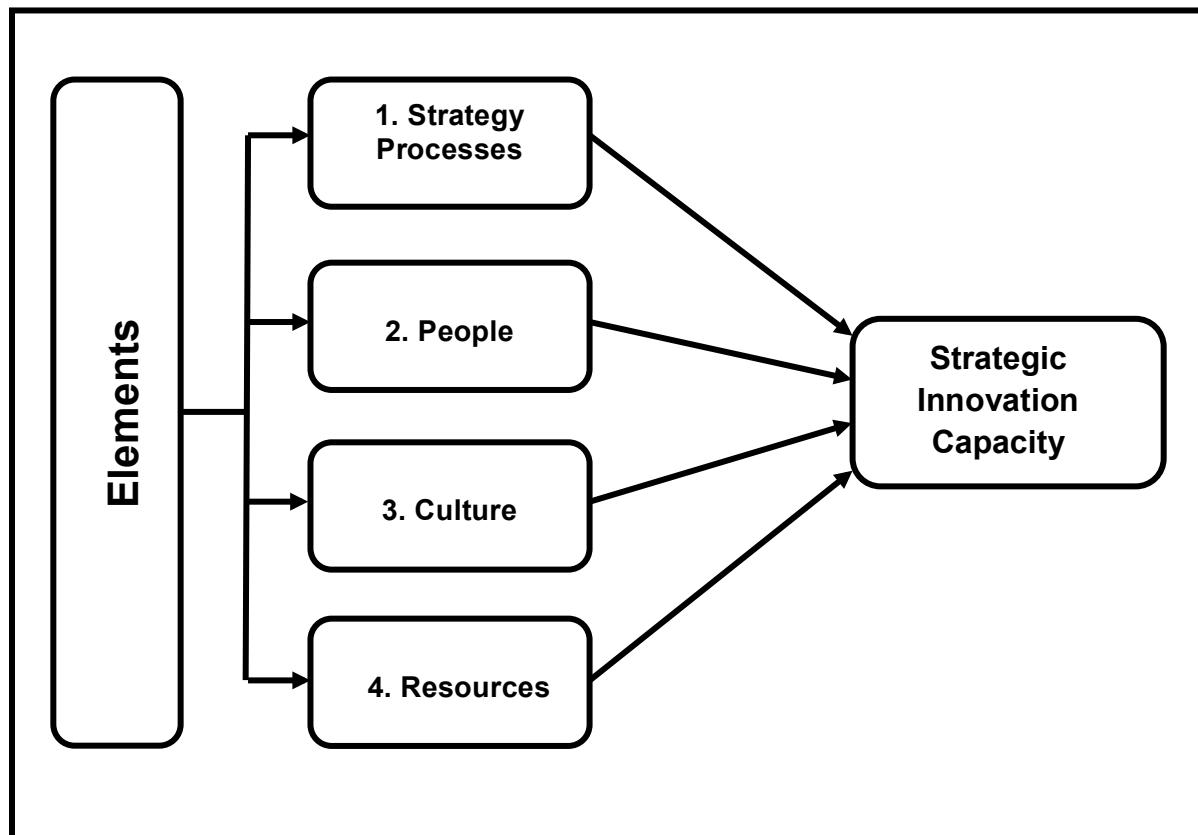 Elements
1. Strategy
Processes
2. People
3. Culture
4. Resources
Strategic
Innovation
Capacity